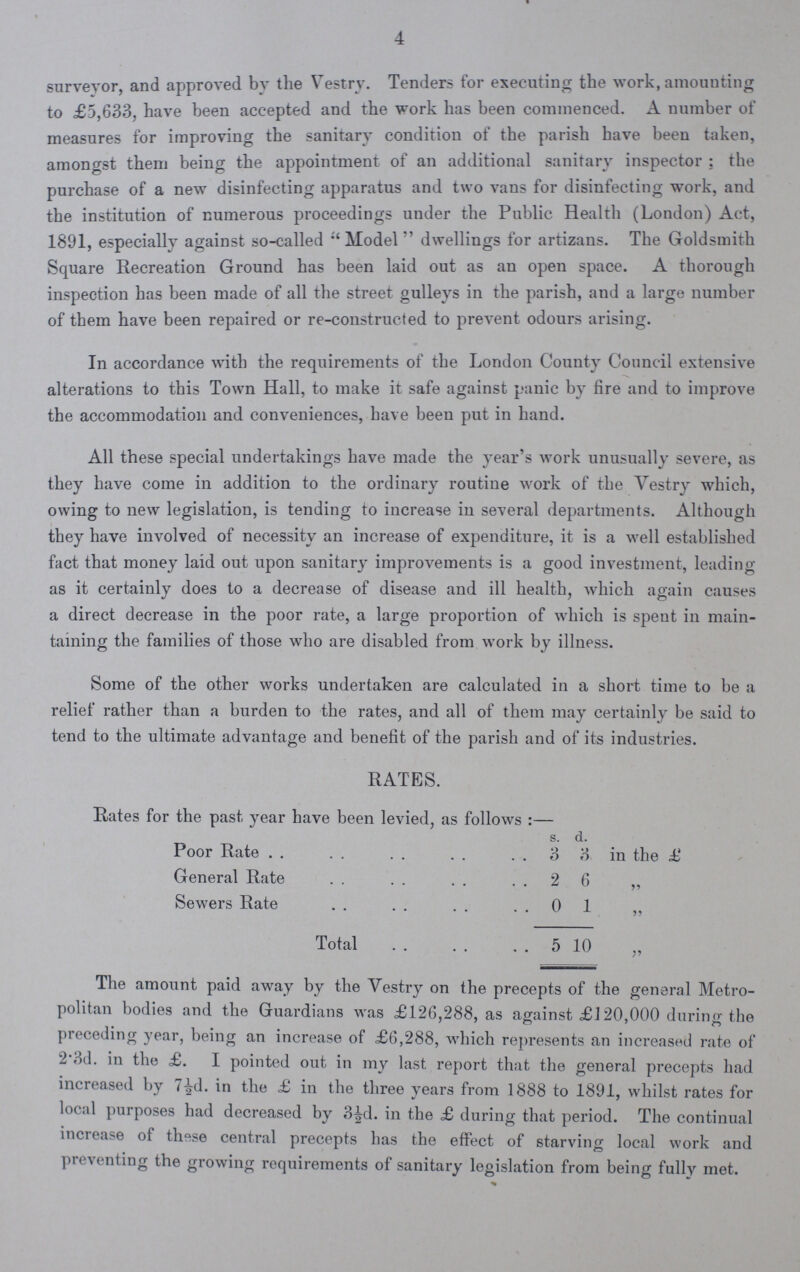 4
surveyor, and approved by the Vestry. Tenders for executing the work, amounting
to £5,633, have been accepted and the work has been commenced. A number of
measures for improving the sanitary condition of the parish have been taken,
amongst them being the appointment of an additional sanitary inspector ; the
purchase of a new disinfecting apparatus and two vans for disinfecting work, and
the institution of numerous proceedings under the Public Health (London) Act,
1891, especially against so-called “ Model ” dwellings for artizans. The Goldsmith
Square Recreation Ground has been laid out as an open space. A thorough
inspection has been made of all the street gulleys in the parish, and a large number
of them have been repaired or re-constructed to prevent odours arising.
In accordance with the requirements of the London County Council extensive
alterations to this Town Hall, to make it safe against panic by fire and to improve
the accommodation and conveniences, have been put in hand.
All these special undertakings have made the year’s work unusually severe, as
they have come in addition to the ordinary routine work of the Vestry which,
owing to new legislation, is tending to increase in several departments. Although
they have involved of necessity an increase of expenditure, it is a well established
fact that money laid out upon sanitary improvements is a good investment, leading
as it certainly does to a decrease of disease and ill health, which again causes
a direct decrease in the poor rate, a large proportion of which is spent in main-
taining the families of those who are disabled from work by illness.
Some of the other works undertaken are calculated in a short time to be a
relief rather than a burden to the rates, and all of them may certainly be said to
tend to the ultimate advantage and benefit of the parish and of its industries.
RATES.
Rates for the past year have been levied, as follows :—
s. d.
Poor Rate . . . . . . . . . . 3 3 in the £
General Rate . . . . . . . . 2 6 „
Sewers Rate . . . . . . . . 0 1 „
Total . . . . . . 5 10 „
The amount paid away by the Vestry on the precepts of the general Metro-
politan bodies and the Guardians was £126,288, as against £120,000 during the
preceding year, being an increase of £6,288, which represents an increased rate of
2·3d. in the £. I pointed out in my last report that the general precepts had
increased by 7½d. in the £ in the three years from 1888 to 1891, whilst rates for
local purposes had decreased by 3½d. in the £ during that period. The continual
increase of these central precepts has the effect of starving local work and
preventing the growing requirements of sanitary legislation from being fully met.